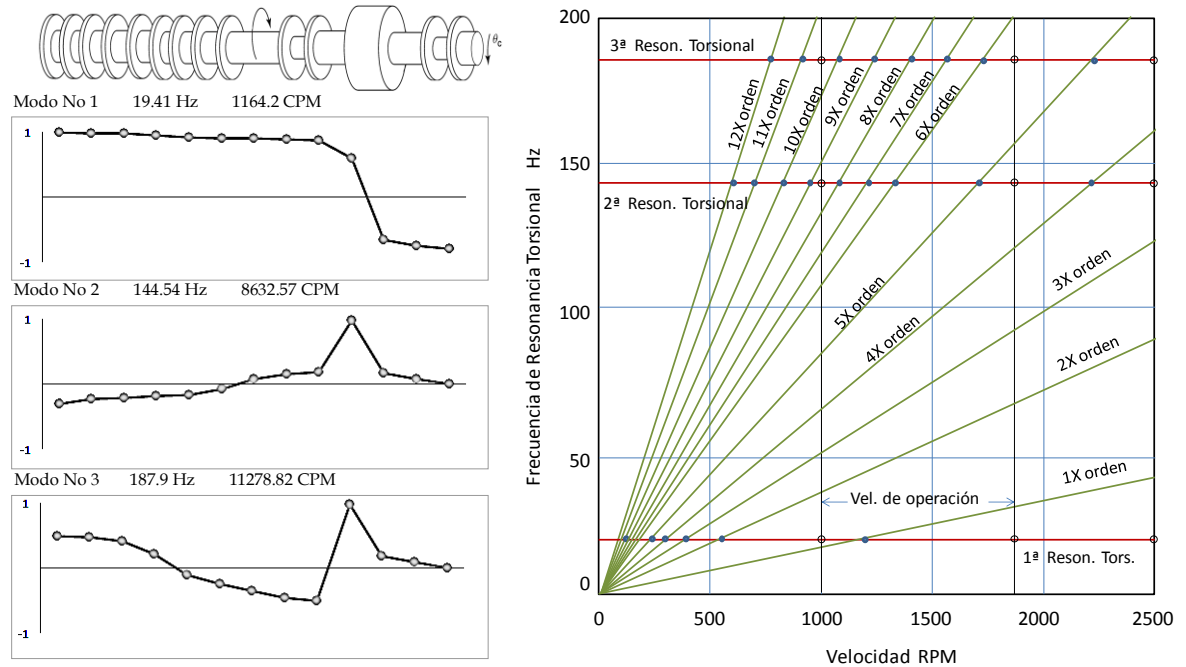 θc
Modo No 1 19.41 Hz 1164.2 CPM
1
-1
Modo No 2 144.54 Hz 8632.57 CPM
1
-1
Modo No 3 187.9 Hz 11278.82 CPM
1
-1
Frecuencia de Resonancia Torsional Hz
200
150
100
50
0
3ª Reson. Torsional
12X orden
11X orden
10X orden
9X orden
8X orden
7X orden
6X orden
2ª Reson. Torsional
5X orden
4X orden
3X orden
2X orden
1X orden
Vel. de operación
1ª Reson. Tors.
0 500 1000 1500 2000 2500
Velocidad RPM